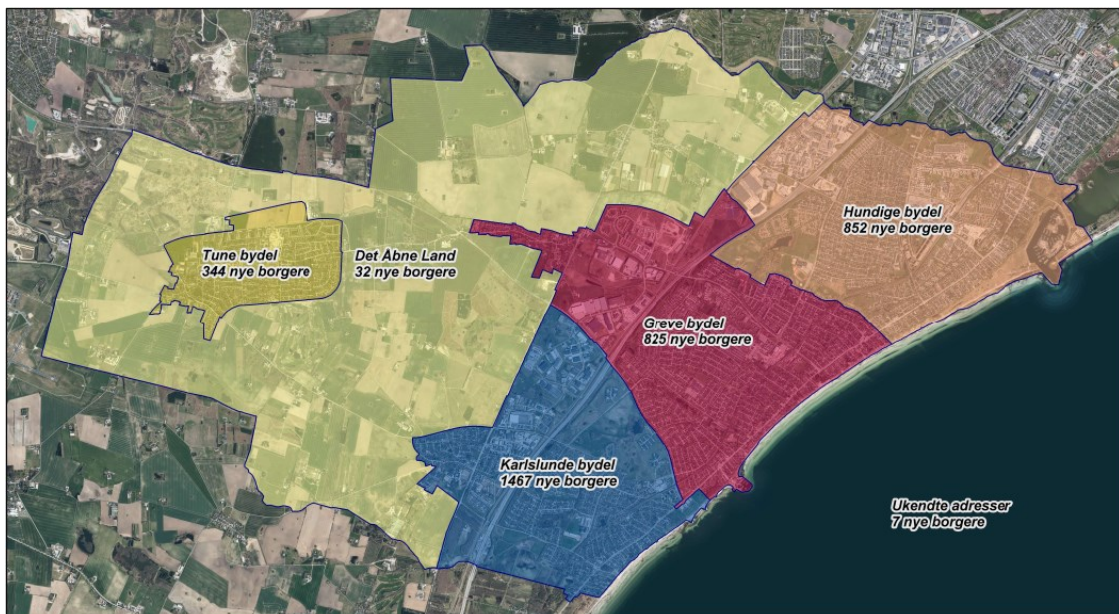 Hundige bydel
852 nye borgere
Tune bydel
344 nye borgere
Det Åbne Land
32 nye borgere
Greve bydel
825 nye borgere
Karlslunde bydel
1467 nye borgere
Ukendte adresser
7 nye borgere